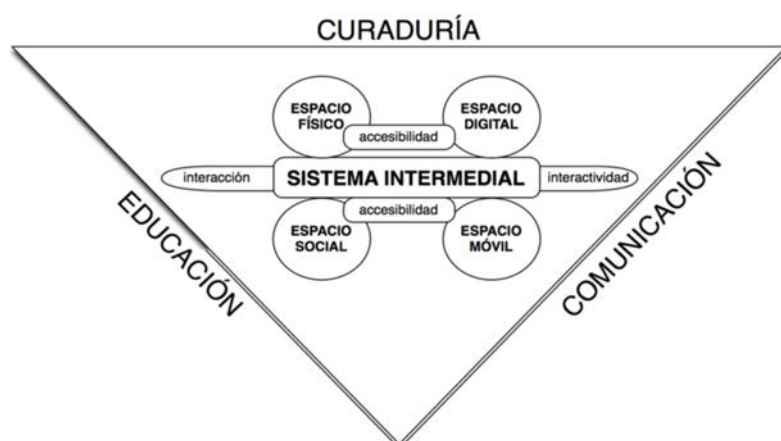 CURADURÍA
ESPACIO
FÍSICO
ESPACIO
DIGITAL
accesibilidad
interacción
SISTEMA INTERMEDIAL
interactividad
accesibilidad
ESPACIO
SOCIAL
ESPACIO
MÓVIL
EDUCACIÓN
COMUNICACIÓN